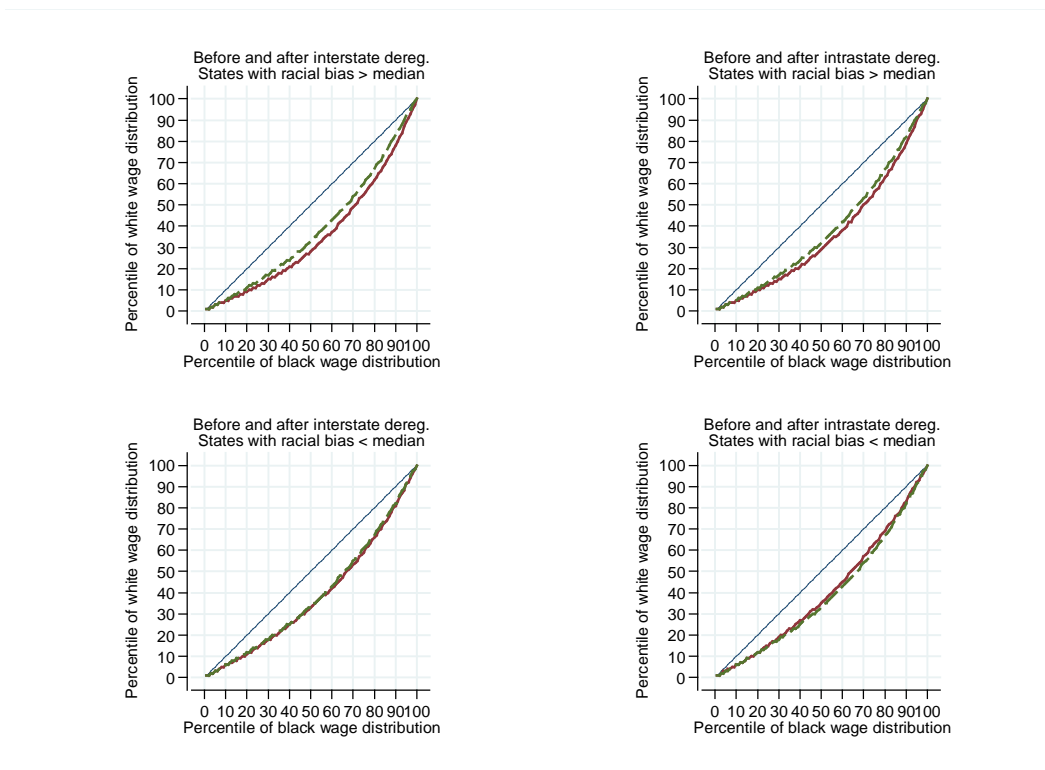 Before and after interstate dereg.
States with racial bias > median
Percentile of white wage distribution
100
90
80
70
60
50
40
30
20
10
0
0 10 20 30 40 50 60 70 80 90100
Percentile of black wage distribution
Before and after intrastate dereg.
States with racial bias > median
Percentile of white wage distribution
100
90
80
70
60
50
40
30
20
10
0
0 10 20 30 40 50 60 70 80 90100
Percentile of black wage distribution
Before and after interstate dereg.
States with racial bias < median
Percentile of white wage distribution
100
90
80
70
60
50
40
30
20
10
0
0 10 20 30 40 50 60 70 80 90100
Percentile of black wage distribution
Before and after intrastate dereg.
States with racial bias < median
Percentile of white wage distribution
100
90
80
70
60
50
40
30
20
10
0
0 10 20 30 40 50 60 70 80 90100
Percentile of black wage distribution